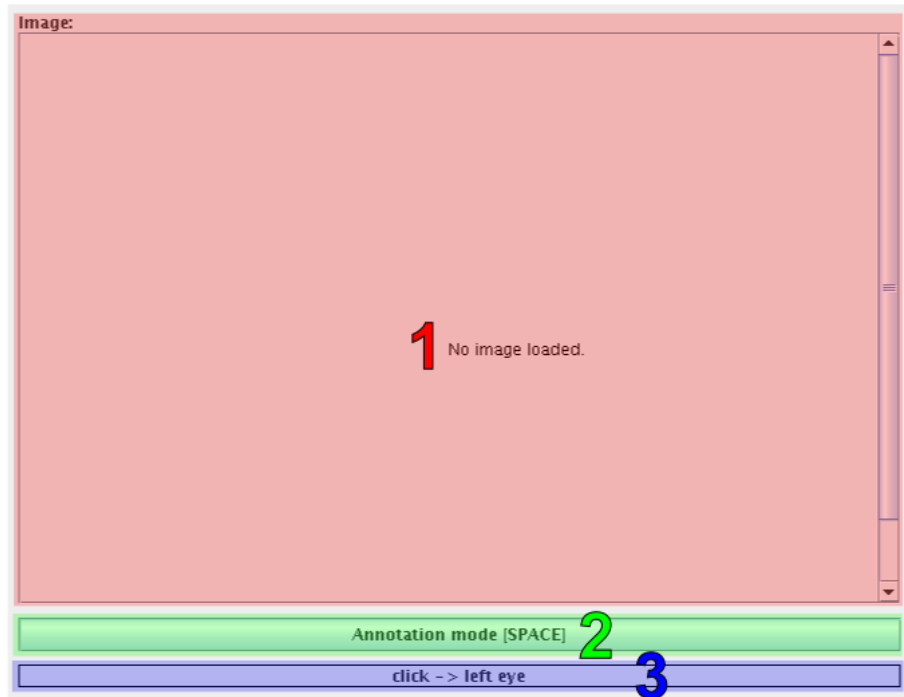 Image:
1 No image loaded.
Annotation mode [SPACE] 2
click -> left eye 3